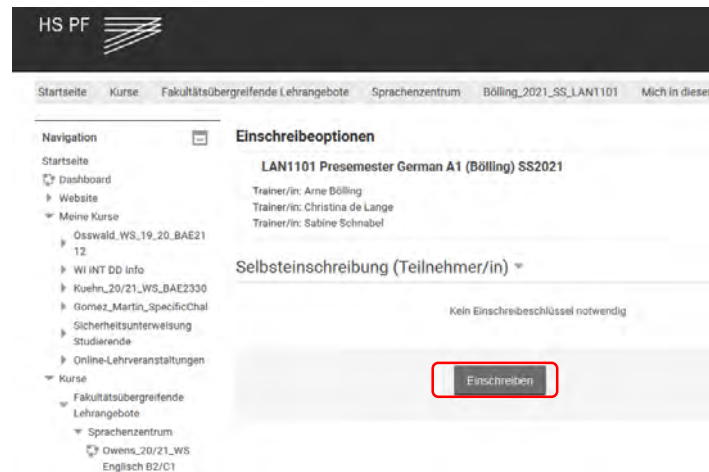 HS PF
Startseite Kurse Fakultätsübergreifende Lehrangebote Sprachenzentrum Bölling_2021_SS_LAN1101 Mich in diesen
Navigation
Startseite
Dashboard
Website
Meine Kurse
Osswald_WS_19_20_BAE21
12
WI INT DD Info
Kuehn_20/21_WS_BAE2330
Gomez_Martin_SpecificChal
Sicherheitsunterweisung
Studierende
Online-Lehrveranstaltungen
Kurse
Fakultätsübergreifende
Lehrangebote
Sprachenzentrum
Owens_20/21_WS
Englisch B2/C1
Einschreibeoptionen
LAN1101 Presemester German A1 (Bölling) SS2021
Trainer/in: Arne Bölling
Trainer/in: Christina de Lange
Trainer/in: Sabine Schnabel
Selbsteinschreibung (Teilnehmer/in)
Kein Einschreibeschlüssel notwendig
Einschreiben